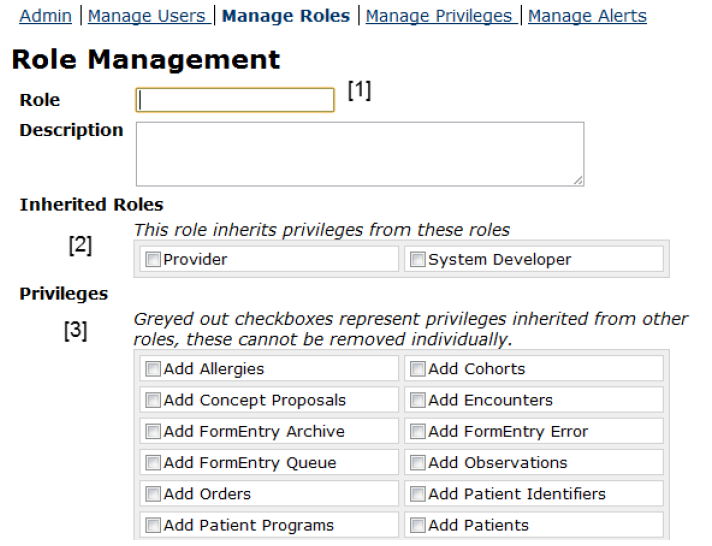 Admin | Manage Users | Manage Roles | Manage Privileges | Manage Alerts
Role Management
Role [1]
Description
Inherited Roles
This role inherits privileges from these roles
[2]
Provider System Developer
Privileges
[3]
Greyed out checkboxes represent privileges inherited from other
roles, these cannot be removed individually.
Add Allergies Add Cohorts
Add Concept Proposals Add Encounters
Add FormEntry Archive Add FormEntry Error
Add FormEntry Queue Add Observations
Add Orders Add Patient Identifiers
Add Patient Programs Add Patients